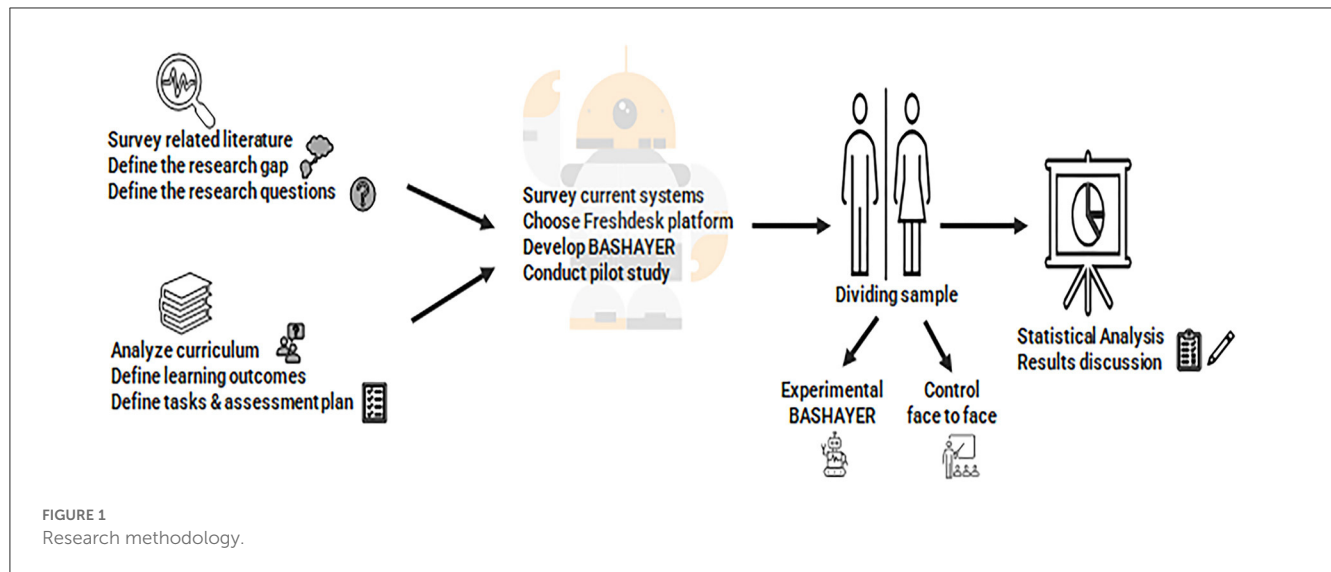 Survey related literature
Define the research gap
Define the research questions
Analyze curriculum
Define learning outcomes
Define tasks & assessment plan
Survey current systems
Choose Freshdesk platform
Develop BASHAYER
Conduct pilot study
Dividing sample
Experimental
BASHAYER
Control
face to face
Statistical Analysis
Results discussion
FIGURE 1
Research methodology.